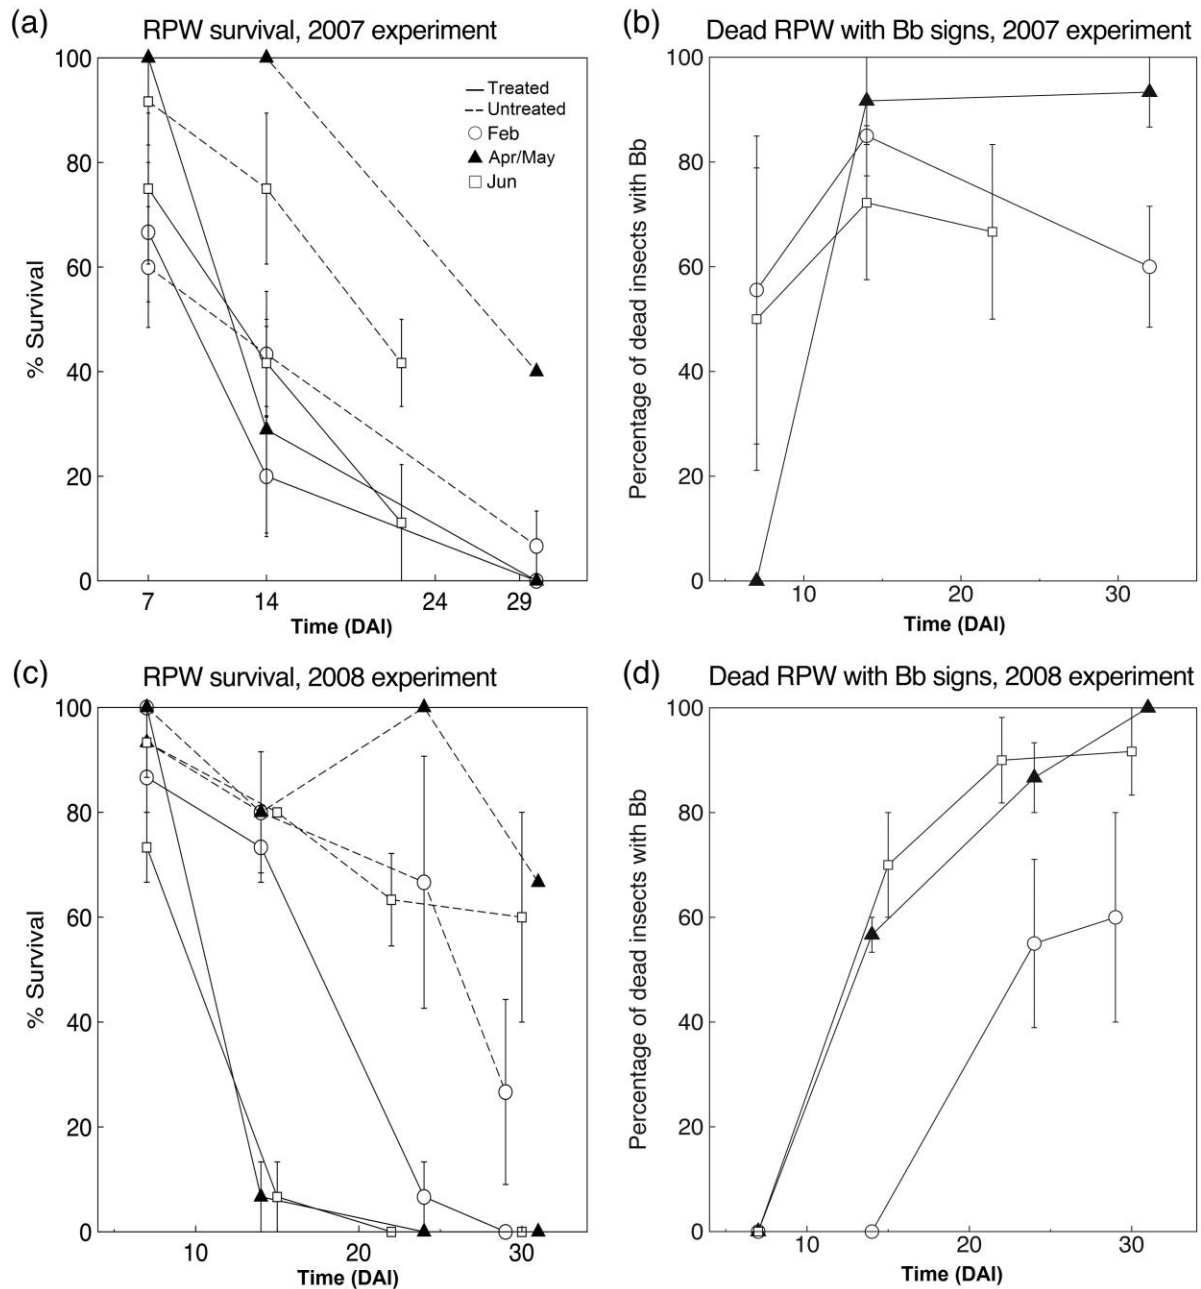 (a)
RPW survival, 2007 experiment
% Survival
100
80
60
40
20
0
7 14 24 29
Time (DAI)
Treated
Untreated
Feb
Apr/May
Jun
(b)
Dead RPW with Bb signs, 2007 experiment
Percentage of dead insects with Bb
100
80
60
40
20
0
10 20 30
Time (DAI)
(c)
RPW survival, 2008 experiment
% Survival
100
80
60
40
20
0
10 20 30
Time (DAI)
(d)
Dead RPW with Bb signs, 2008 experiment
Percentage of dead insects with Bb
100
80
60
40
20
0
10 20 30
Time (DAI)